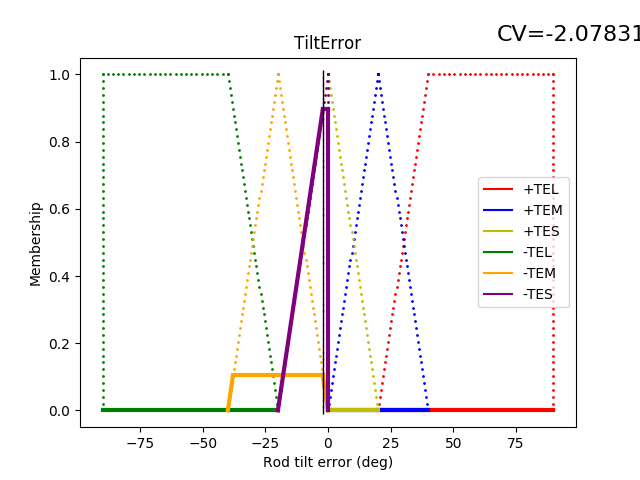 CV=-2.07831
TiltError
1.0
0.8
0.6
0.4
0.2
0.0
Membership
+TEL
+TEM
+TES
-TEL
-TEM
-TES
−75
−50
−25
0
25
50
75
Rod tilt error (deg)